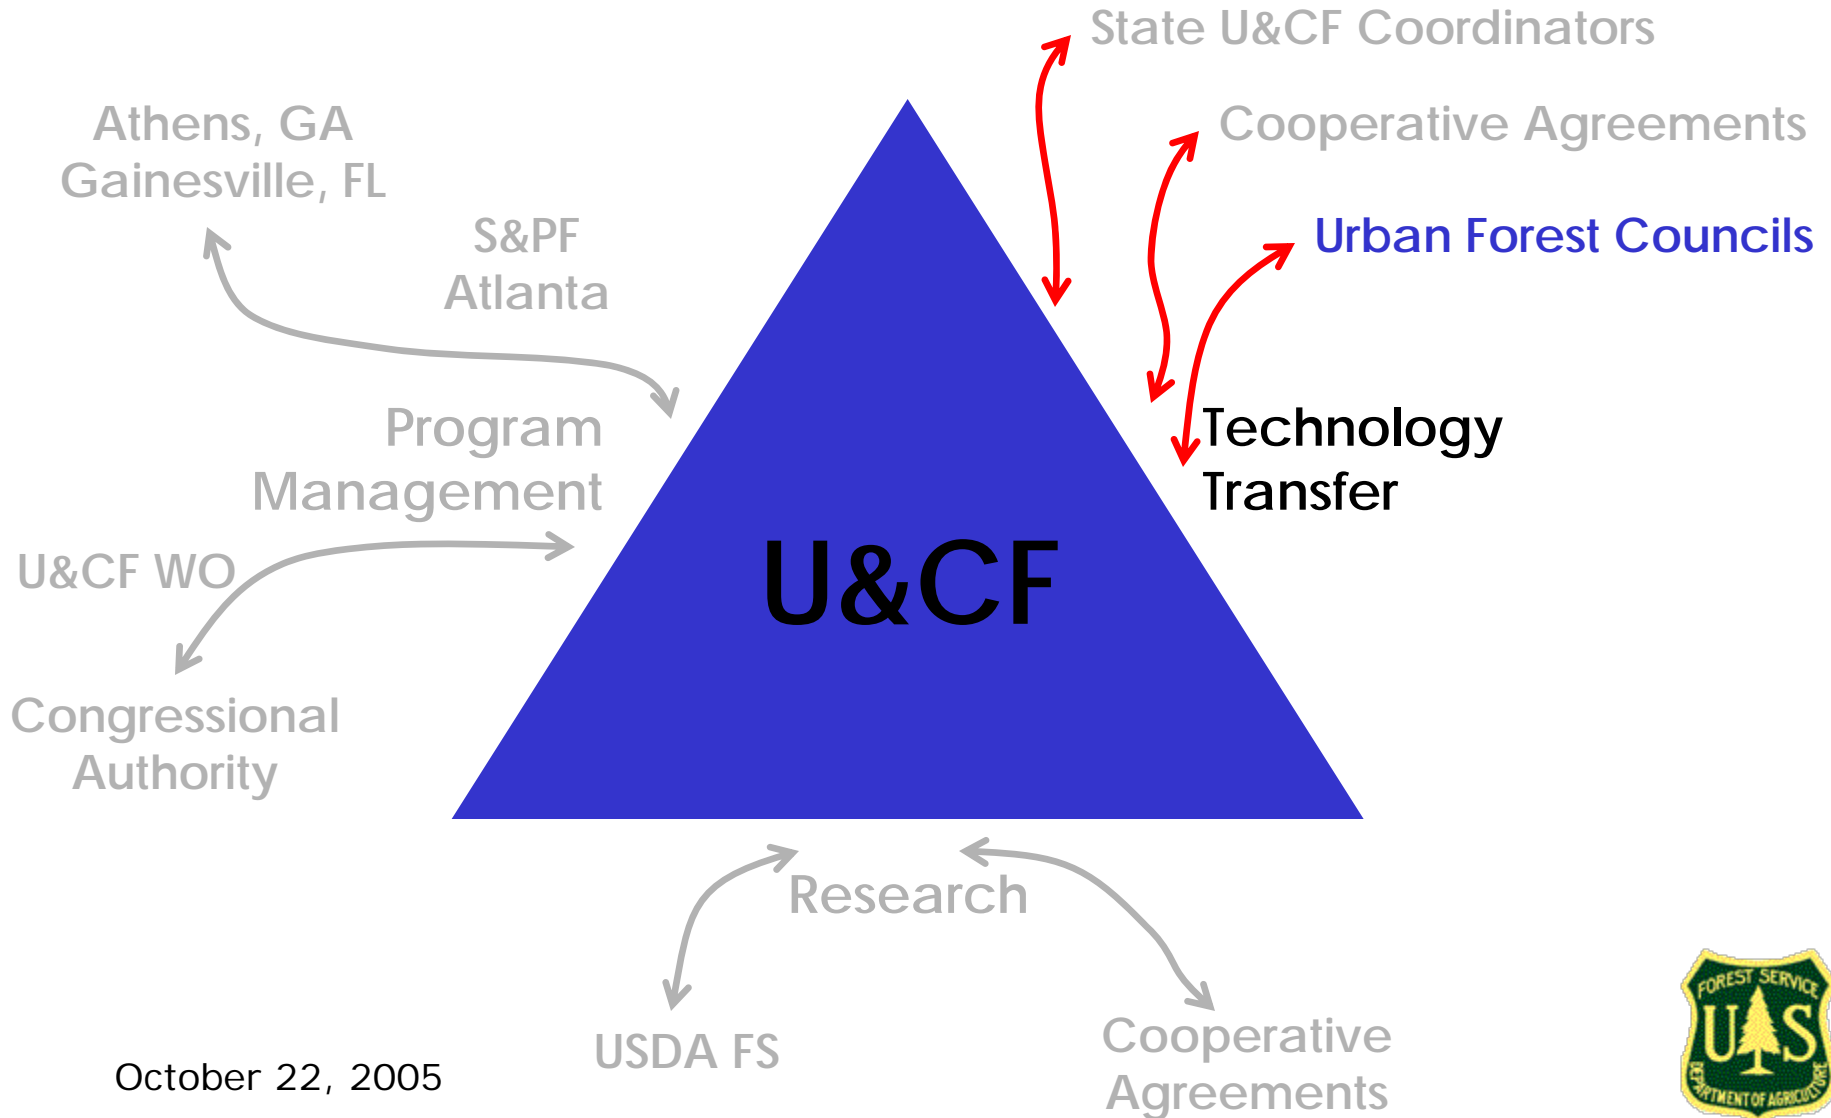 State U&CF Coordinators
Athens, GA
Gainesville, FL
Cooperative Agreements
S&PF
Atlanta
Urban Forest Councils
Program
Management
Technology
Transfer
U&CF WO
U&CF
Congressional
Authority
Research
USDA FS
Cooperative
Agreements
October 22, 2005
FOREST SERVICE
U S
DEPARTMENT OF AGRICULTURE